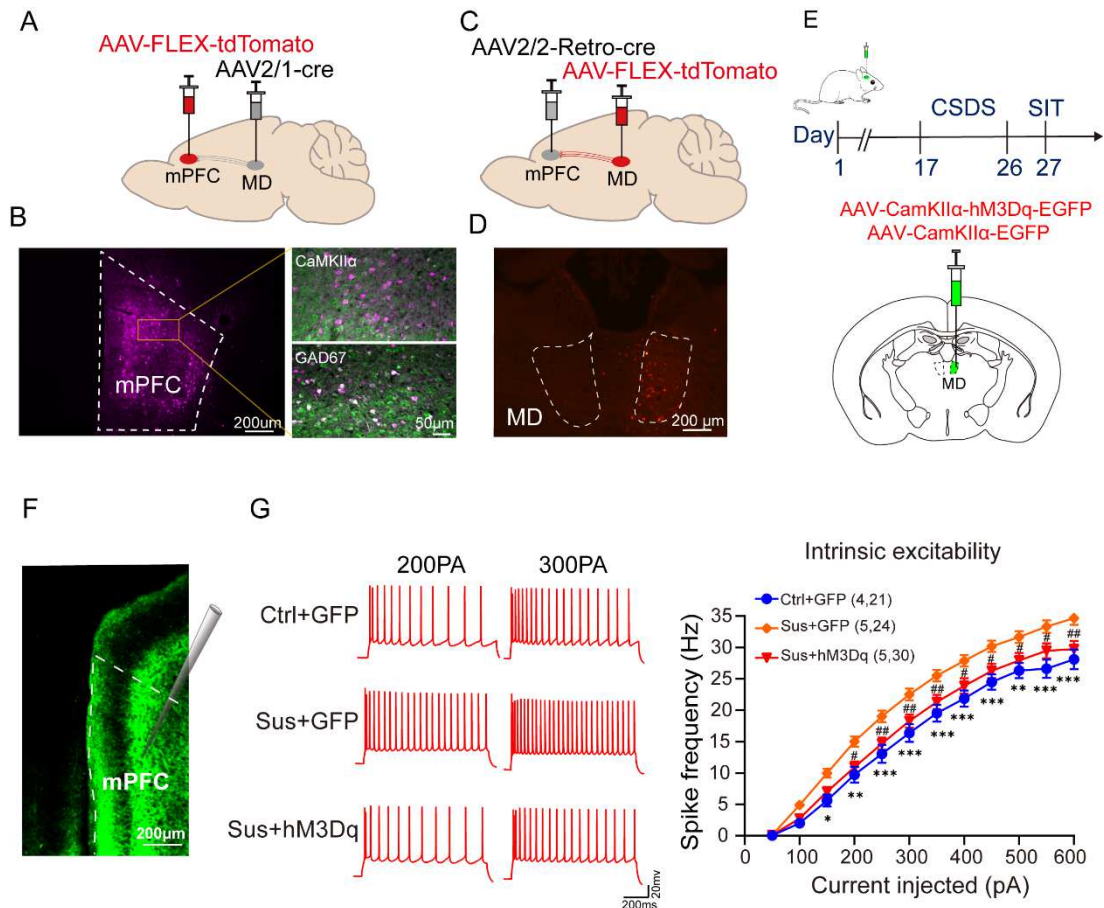 A
AAV-FLEX-tdTomato
AAV2/1-cre
mPFC
MD
B
mPFC
200um
CaMKIIα
GAD67
50μm
C
AAV2/2-Retro-cre
AAV-FLEX-tdTomato
mPFC
MD
D
MD
200 μm
E
CSDS SIT
Day
1 17 26 27
AAV-CamKIIα-hM3Dq-EGFP
AAV-CamKIIα-EGFP
MD
F
mPFC
200μm
G
200PA 300PA
Ctrl+GFP
Sus+GFP
Sus+hM3Dq
20mv
200ms
Intrinsic excitability
Ctrl+GFP (4,21)
Sus+GFP (5,24)
Sus+hM3Dq (5,30)
Spike frequency (Hz)
35
30
25
20
15
10
5
0
# ## ## ## # # # # ##
* ** *** *** *** *** *** ** *** ***
0 100 200 300 400 500 600
Current injected (pA)